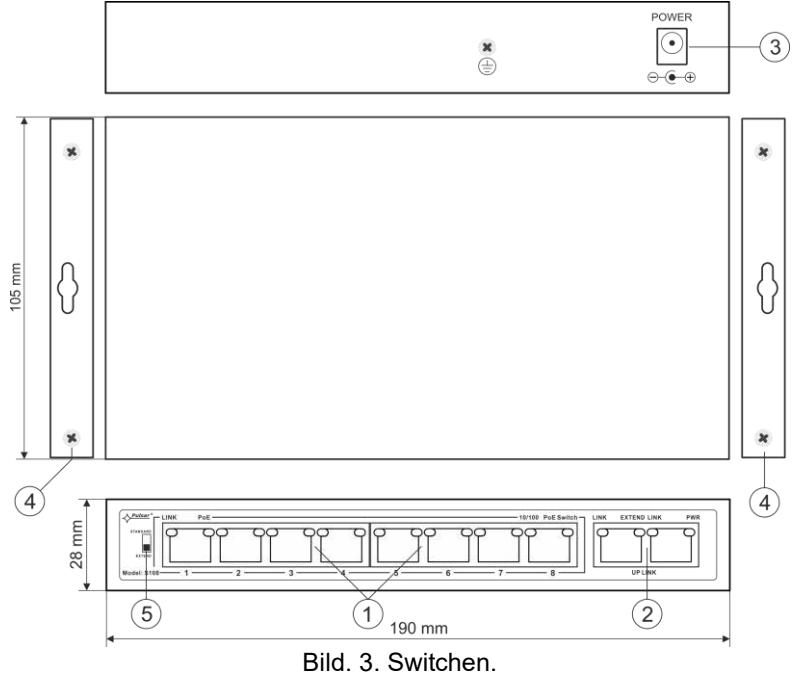 POWER
3
105 mm
4
4
28 mm
Pulsar®
LINK PoE 10/100 PoE Switch LINK EXTEND LINK PWR
STANDARD
EXTEND
Model: S108 1 2 3 4 5 6 7 8 UP LINK
5
1
2
190 mm
Bild. 3. Switchen.